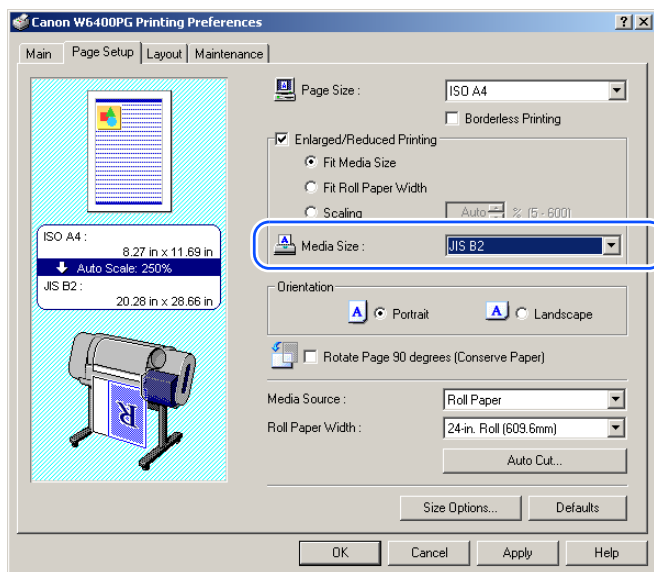 Canon W6400PG Printing Preferences
Main Page Setup Layout Maintenance
Page Size :
ISO A4
Borderless Printing
Enlarged/Reduced Printing
Fit Media Size
Fit Roll Paper Width
Scaling
Auto
% (5 - 600)
Media Size :
JIS B2
ISO A4 :
8.27 in x 11.69 in
Auto Scale: 250%
JIS B2 :
20.28 in x 28.66 in
R
Orientation
A
Portrait
A
Landscape
Rotate Page 90 degrees (Conserve Paper)
Media Source :
Roll Paper
Roll Paper Width :
24-in. Roll (609.6mm)
Auto Cut...
Size Options...
Defaults
OK Cancel Apply Help